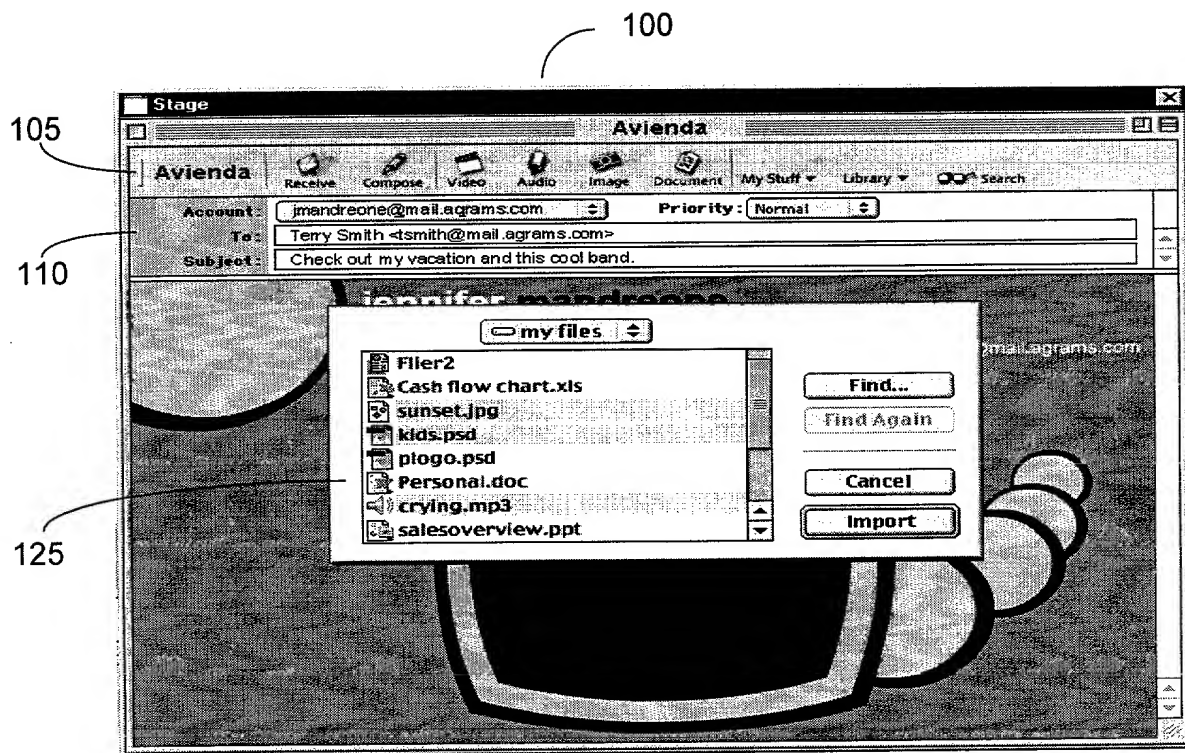 100
Stage
Avienda
105
Avienda Receive Compose Video Audio Image Document My Stuff Library Search
Account: jmandreone@mail.agrams.com Priority: Normal
110
To: Terry Smith <tsmith@mail.agrams.com>
Subject: Check out my vacation and this cool band.
jennifer mandreone
mail.agrams.com
my files
Flier2
Cash flow chart.xls
Find...
sunset.jpg
Find Again
kids.psd
plogo.psd
Personal.doc
Cancel
crying.mp3
Import
salesoverview.ppt
125